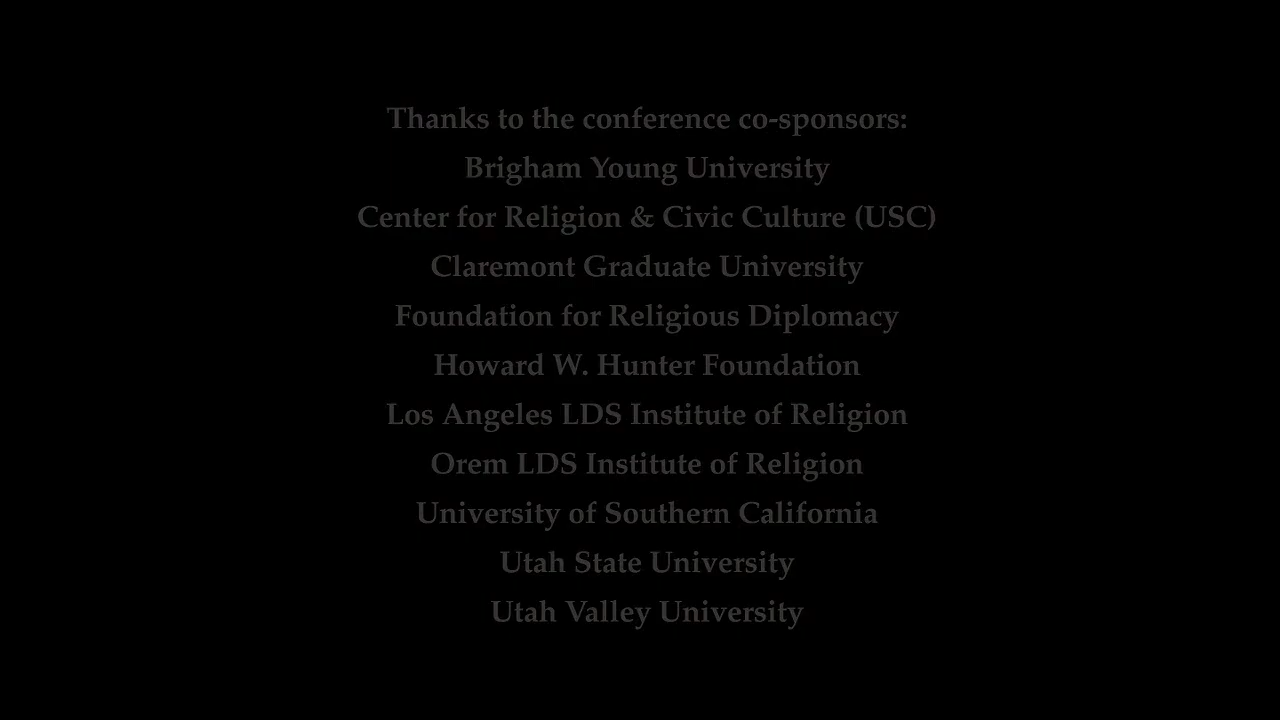 Thanks to the conference co-sponsors:
Brigham Young University
Center for Religion & Civic Culture (USC)
Claremont Graduate University
Foundation for Religious Diplomacy
Howard W. Hunter Foundation
Los Angeles LDS Institute of Religion
Orem LDS Institute of Religion
University of Southern California
Utah State University
Utah Valley University